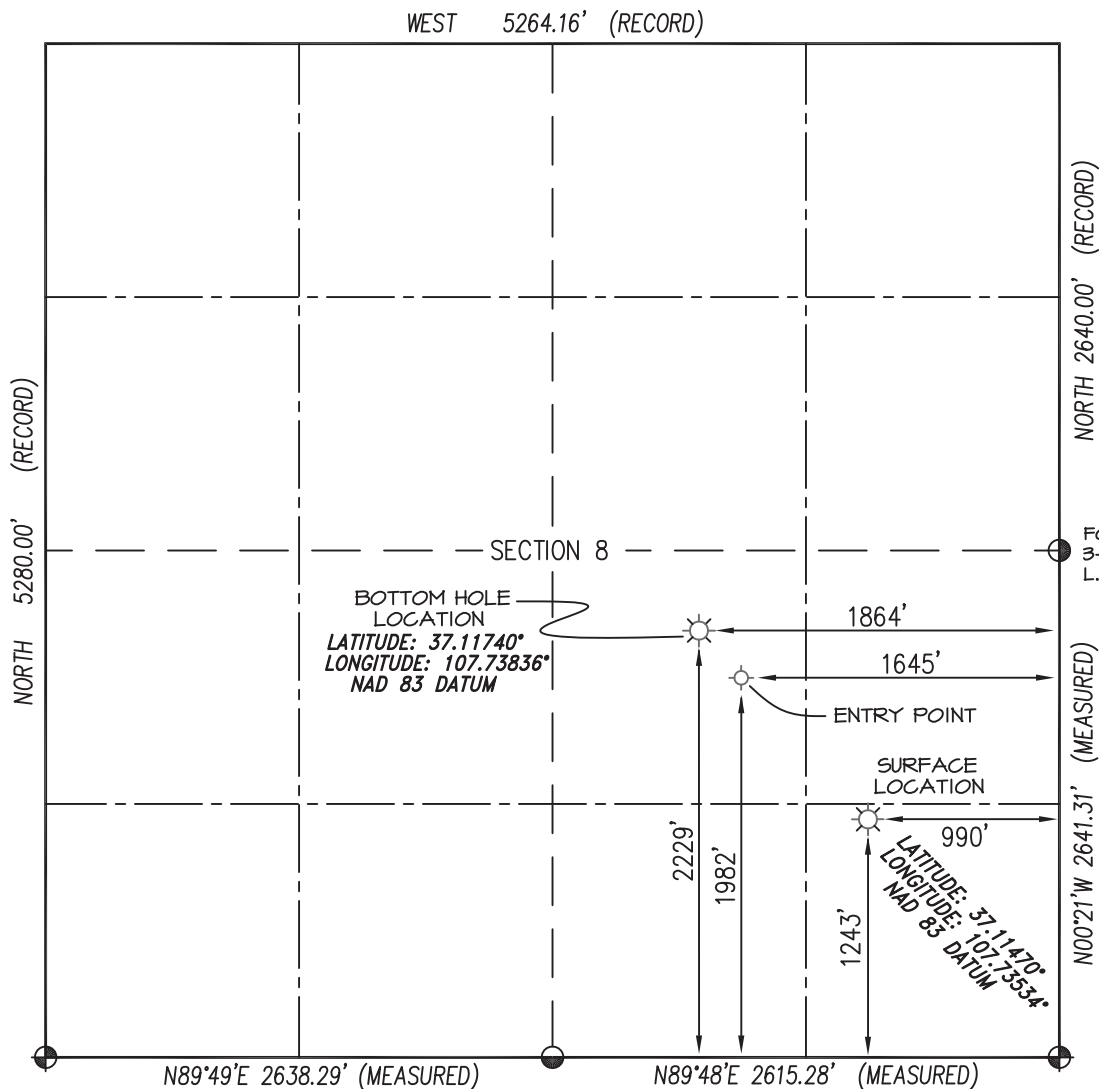 WEST 5264.16' (RECORD)
NORTH 2640.00' (RECORD)
NORTH 5280.00' (RECORD)
SECTION 8
3-
L.
BOTTOM HOLE
LOCATION
LATITUDE: 37.11740°
LONGITUDE: 107.73836°
NAD 83 DATUM
1864'
1645'
ENTRY POINT
SURFACE
LOCATION
990'
LATITUDE: 37.11470°
LONGITUDE: 107.73534°
NAD 83 DATUM
2229'
1982'
1243'
N00°21'W 2641.31' (MEASURED)
N89°49'E 2638.29' (MEASURED)
N89°48'E 2615.28' (MEASURED)